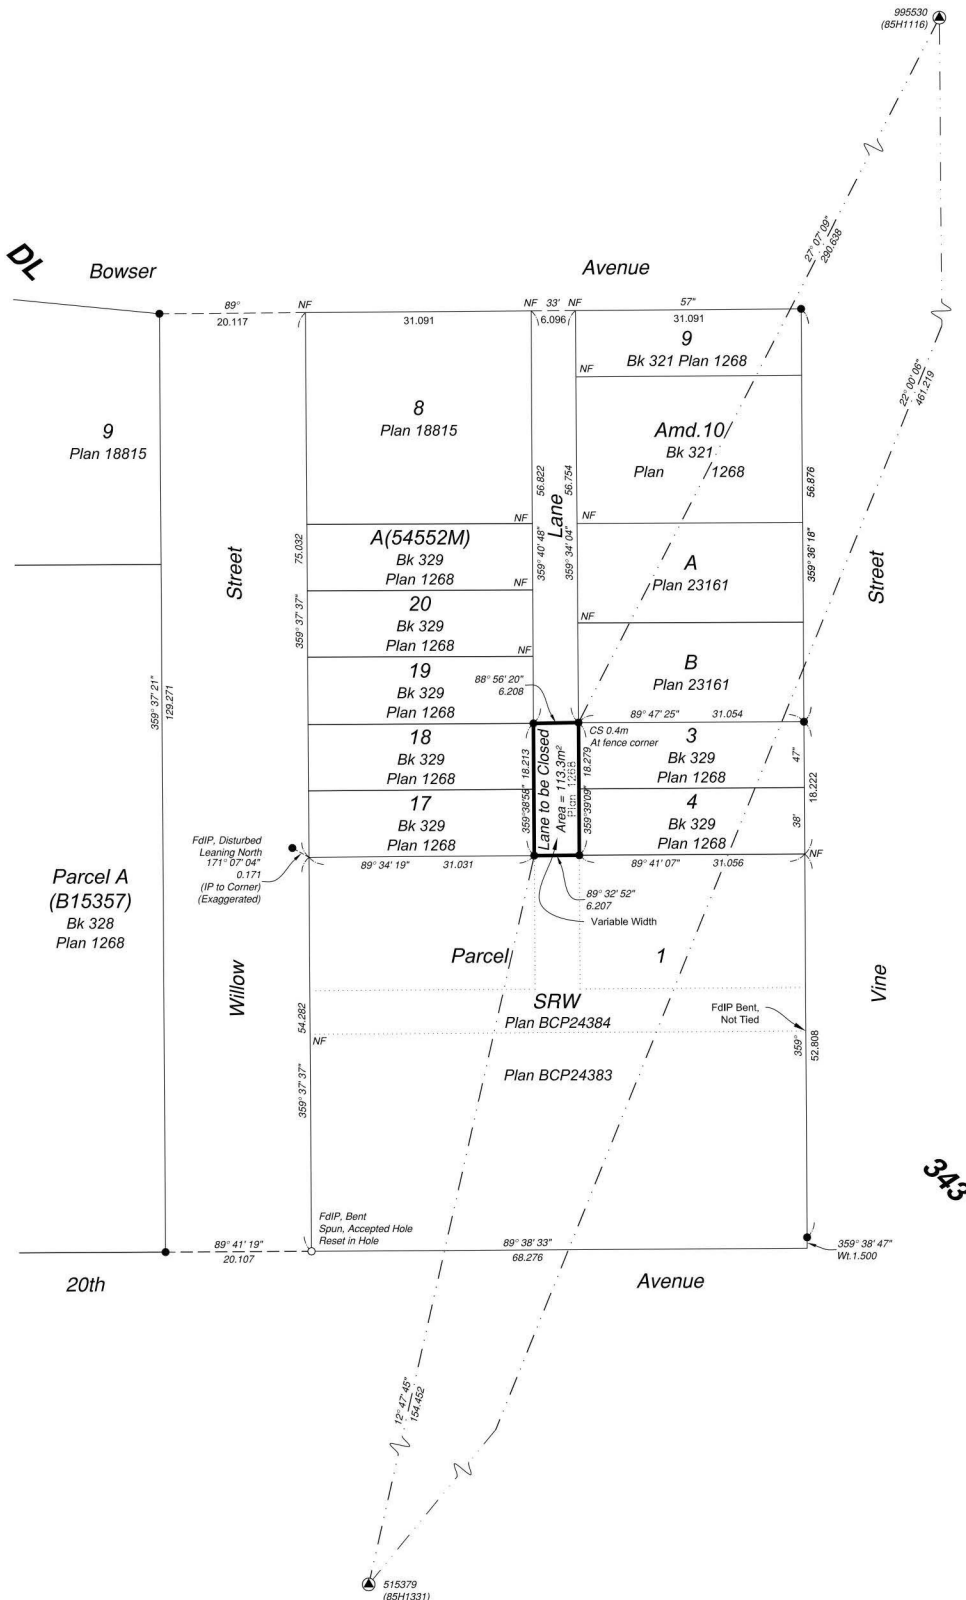 995530
(85H1116)
27° 07' 09"
290.638
DL
Bowser
Avenue
89°
20.117
NF
31.091
NF
33'
6.096
NF
57"
31.091
22° 00' 06"
461.219
9
Bk 321 Plan 1268
NF
9
Plan 18815
8
Plan 18815
Amd.10/
Bk 321
Plan 1268
56.822
56.754
Lane
56.876
NF
NF
Street
75.032
359° 37' 37"
A(54552M)
Bk 329
Plan 1268
NF
359° 40' 48"
359° 34' 04"
A
Plan 23161
359° 36' 18"
Street
20
Bk 329
Plan 1268
NF
NF
B
Plan 23161
19
Bk 329
Plan 1268
88° 56' 20"
6.208
359° 37' 21"
129.271
89° 47' 25" 31.054
CS 0.4m
At fence corner
18
Bk 329
Plan 1268
359°38'58" 18.213
Lane to be Closed
Area = 113.3m²
Plan 1268
359°39'09" 18.279
3
Bk 329
Plan 1268
47"
18.222
38'
17
Bk 329
Plan 1268
4
Bk 329
Plan 1268
FdIP, Disturbed
Leaning North
171° 07' 04"
0.171
(IP to Corner)
(Exaggerated)
89° 34' 19" 31.031
89° 41' 07" 31.056
NF
89° 32' 52"
6.207
Variable Width
Parcel A
(B15357)
Bk 328
Plan 1268
Parcel 1
Willow
Vine
SRW
Plan BCP24384
54.282
NF
359° 37' 37"
FdIP Bent,
Not Tied
359°
52.808
Plan BCP24383
343
FdIP, Bent
Spun, Accepted Hole
Reset in Hole
89° 41' 19"
20.107
89° 38' 33"
68.276
359° 38' 47"
Wt.1.500
20th
Avenue
12° 47' 45"
154.452
515379
(85H1331)